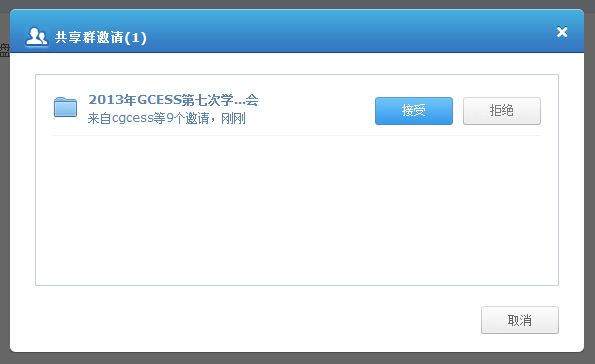 盘
共享群邀请(1)
2013年GCESS第七次学...会
来自cgcess等9个邀请，刚刚
接受
拒绝
取消